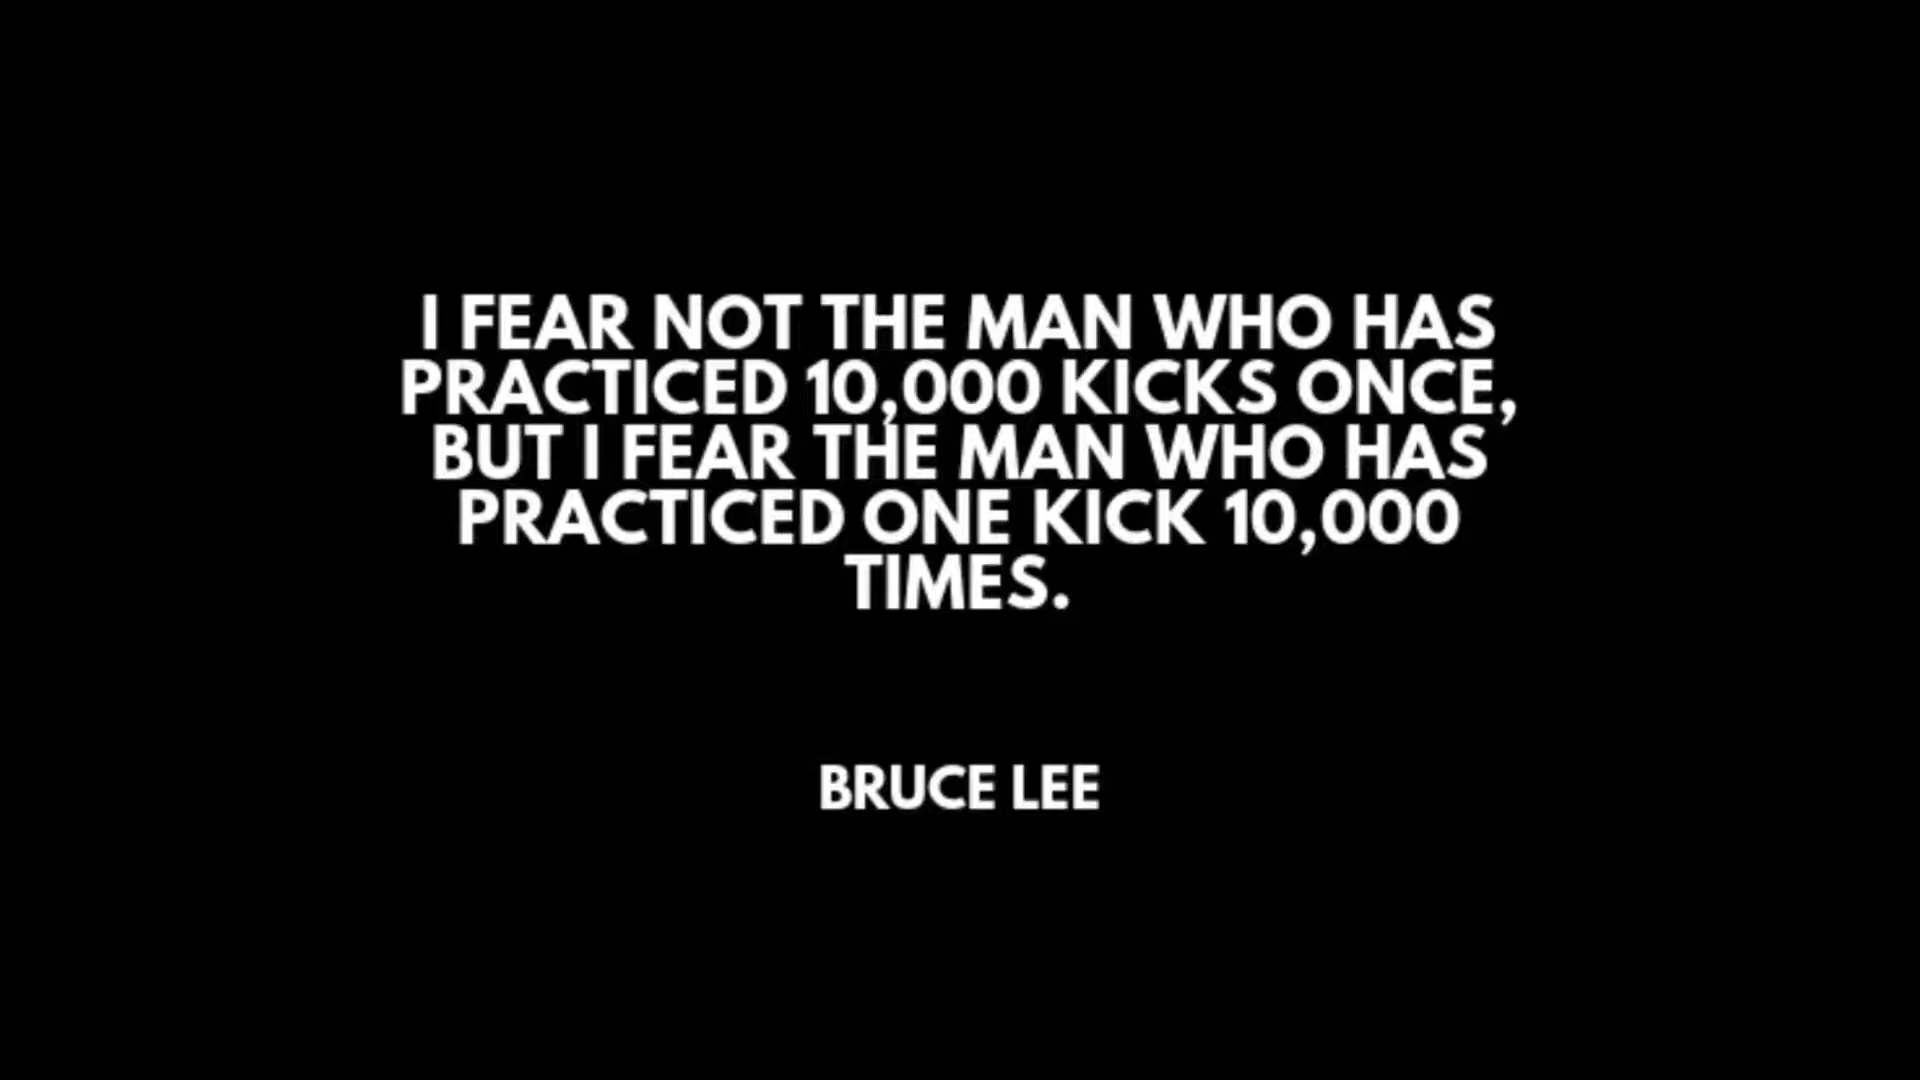 I FEAR NOT THE MAN WHO HAS
PRACTICED 10,000 KICKS ONCE,
BUT I FEAR THE MAN WHO HAS
PRACTICED ONE KICK 10,000
TIMES.
BRUCE LEE